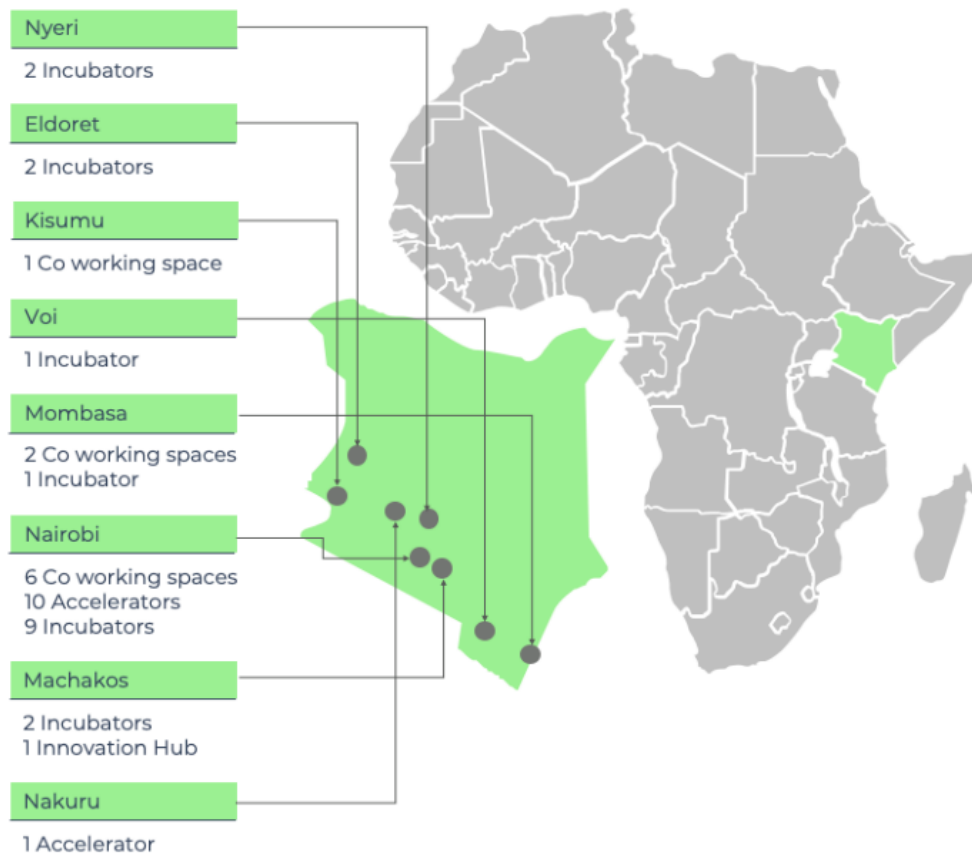 Nyeri
2 Incubators
Eldoret
2 Incubators
Kisumu
1 Co working space
Voi
1 Incubator
Mombasa
2 Co working spaces
1 Incubator
Nairobi
6 Co working spaces
10 Accelerators
9 Incubators
Machakos
2 Incubators
1 Innovation Hub
Nakuru
1 Accelerator